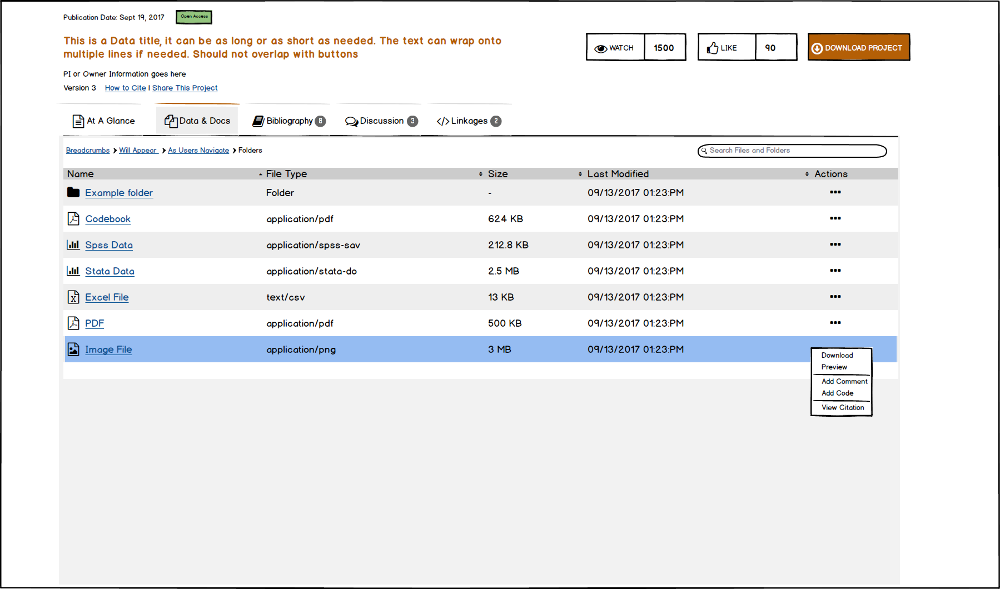 Publication Date: Sept 19, 2017 Open Access
This is a Data title, it can be as long or as short as needed. The text can wrap onto
multiple lines if needed. Should not overlap with buttons
WATCH 1500 LIKE 90 DOWNLOAD PROJECT
PI or Owner Information goes here
Version 3 How to Cite | Share This Project
At A Glance Data & Docs Bibliography 8 Discussion 3 </> Linkages 2
Breadcrumbs Will Appear As Users Navigate Folders
Search Files and Folders
Name File Type Size Last Modified Actions
Example folder Folder - 09/13/2017 01:23:PM
Codebook application/pdf 624 KB 09/13/2017 01:23:PM
Spss Data application/spss-sav 212.8 KB 09/13/2017 01:23:PM
Stata Data application/stata-do 2.5 MB 09/13/2017 01:23:PM
Excel File text/csv 13 KB 09/13/2017 01:23:PM
PDF application/pdf 500 KB 09/13/2017 01:23:PM
Image File application/png 3 MB 09/13/2017 01:23:PM
Download
Preview
Add Comment
Add Code
View Citation